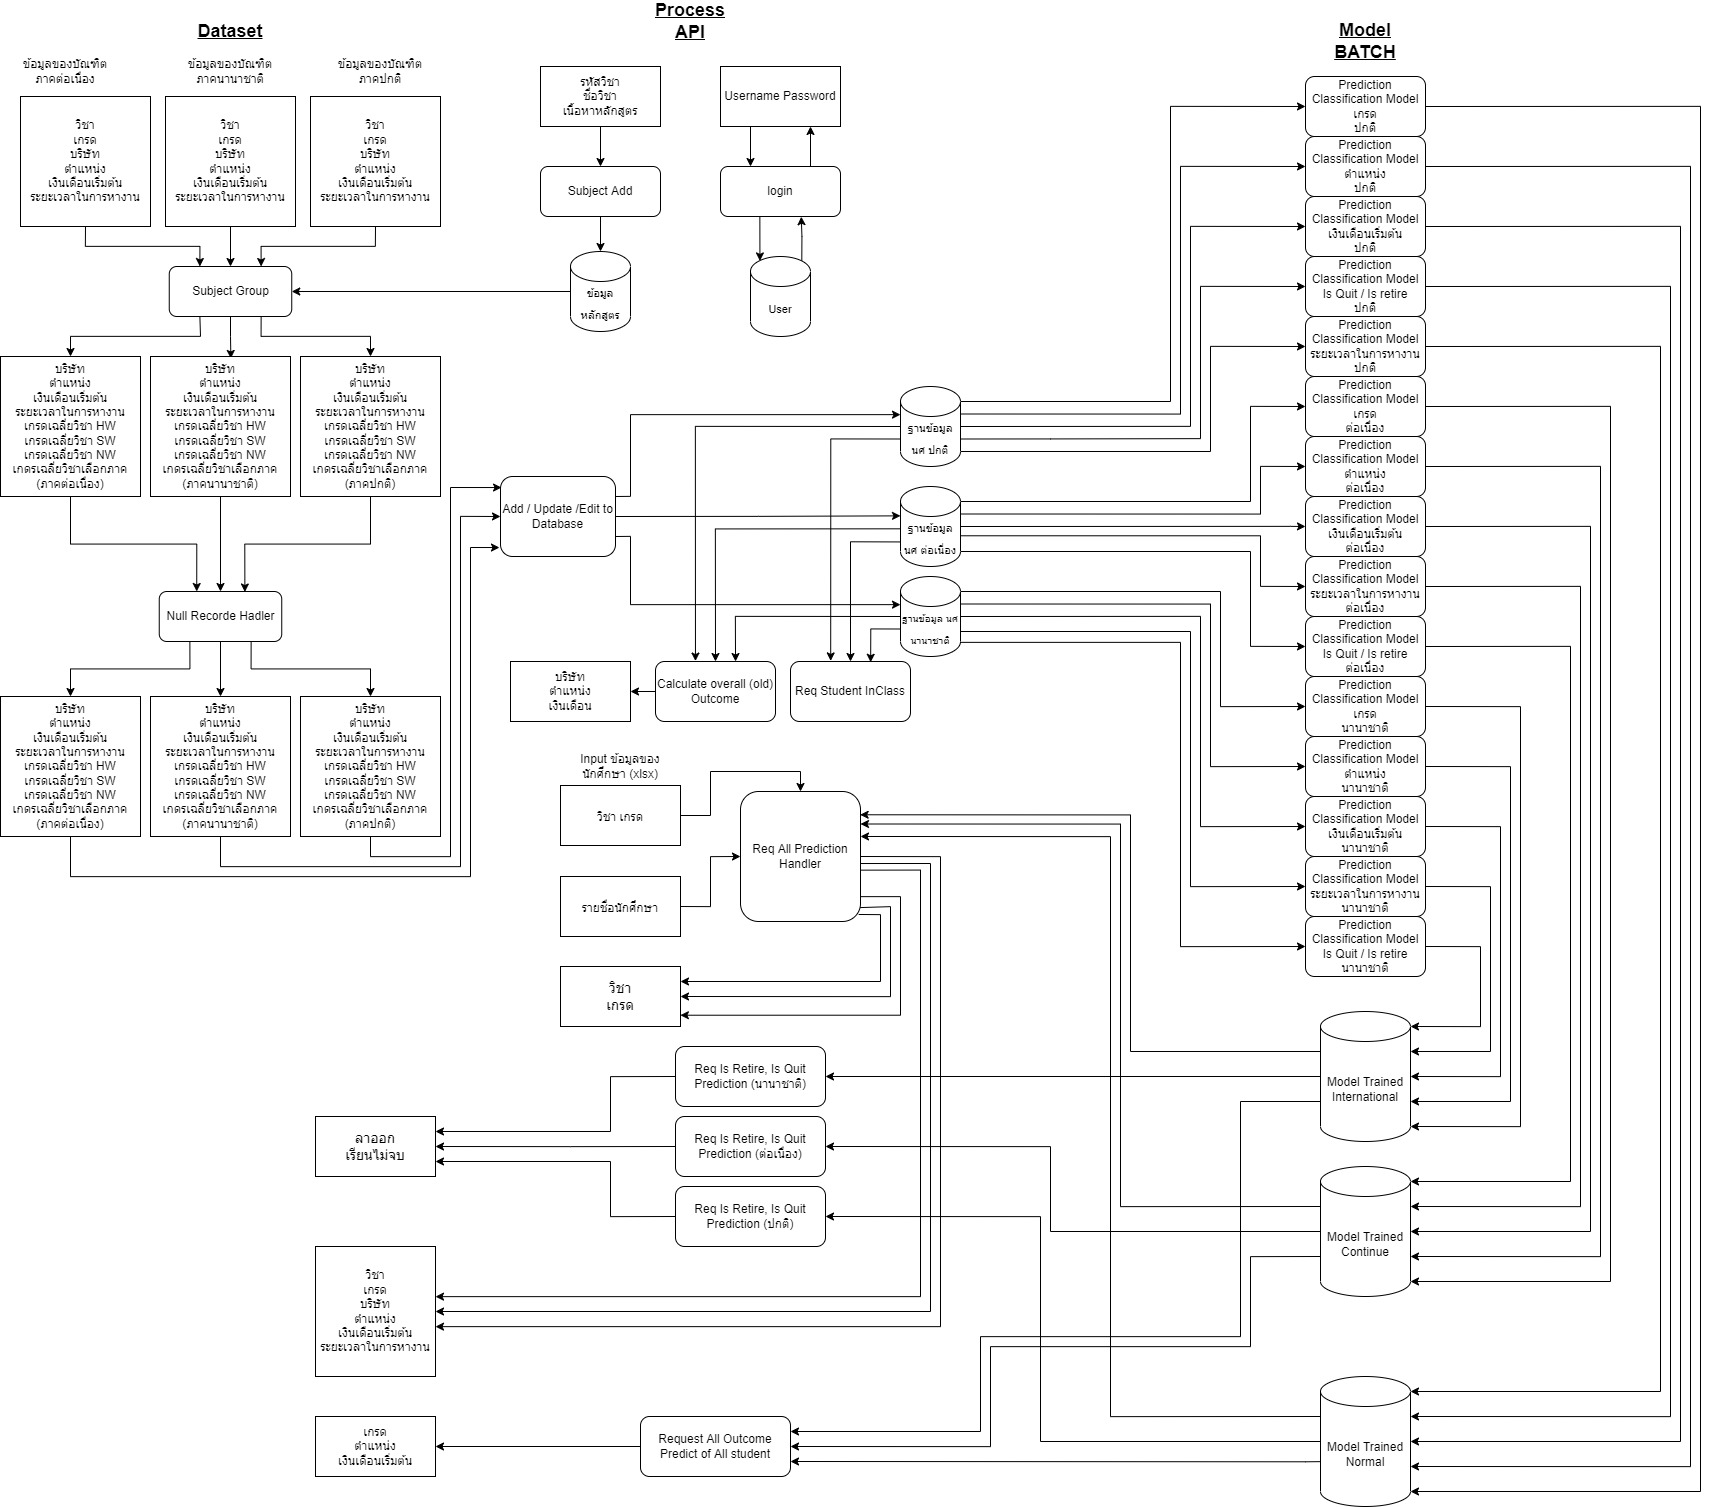 Dataset
Process
API
Model
BATCH
ข้อมูลของบัณฑิต
ภาคต่อเนื่อง
ข้อมูลของบัณฑิต
ภาคนานาชาติ
ข้อมูลของบัณฑิต
ภาคปกติ
วิชา
เกรด
บริษัท
ตำแหน่ง
เงินเดือนเริ่มต้น
ระยะเวลาในการหางาน
วิชา
เกรด
บริษัท
ตำแหน่ง
เงินเดือนเริ่มต้น
ระยะเวลาในการหางาน
วิชา
เกรด
บริษัท
ตำแหน่ง
เงินเดือนเริ่มต้น
ระยะเวลาในการหางาน
Subject Group
บริษัท
ตำแหน่ง
เงินเดือนเริ่มต้น
ระยะเวลาในการหางาน
เกรดเฉลี่ยวิชา HW
เกรดเฉลี่ยวิชา SW
เกรดเฉลี่ยวิชา NW
เกดรเฉลี่ยวิชาเลือกภาค
(ภาคต่อเนื่อง)
บริษัท
ตำแหน่ง
เงินเดือนเริ่มต้น
ระยะเวลาในการหางาน
เกรดเฉลี่ยวิชา HW
เกรดเฉลี่ยวิชา SW
เกรดเฉลี่ยวิชา NW
เกดรเฉลี่ยวิชาเลือกภาค
(ภาคนานาชาติ)
บริษัท
ตำแหน่ง
เงินเดือนเริ่มต้น
ระยะเวลาในการหางาน
เกรดเฉลี่ยวิชา HW
เกรดเฉลี่ยวิชา SW
เกรดเฉลี่ยวิชา NW
เกดรเฉลี่ยวิชาเลือกภาค
(ภาคปกติ)
Null Recorde Hadler
บริษัท
ตำแหน่ง
เงินเดือนเริ่มต้น
ระยะเวลาในการหางาน
เกรดเฉลี่ยวิชา HW
เกรดเฉลี่ยวิชา SW
เกรดเฉลี่ยวิชา NW
เกดรเฉลี่ยวิชาเลือกภาค
(ภาคต่อเนื่อง)
บริษัท
ตำแหน่ง
เงินเดือนเริ่มต้น
ระยะเวลาในการหางาน
เกรดเฉลี่ยวิชา HW
เกรดเฉลี่ยวิชา SW
เกรดเฉลี่ยวิชา NW
เกดรเฉลี่ยวิชาเลือกภาค
(ภาคนานาชาติ)
บริษัท
ตำแหน่ง
เงินเดือนเริ่มต้น
ระยะเวลาในการหางาน
เกรดเฉลี่ยวิชา HW
เกรดเฉลี่ยวิชา SW
เกรดเฉลี่ยวิชา NW
เกดรเฉลี่ยวิชาเลือกภาค
(ภาคปกติ)
รหัสวิชา
ชื่อวิชา
เนื้อหาหลักสูตร
Subject Add
ข้อมูล
หลักสูตร
Username Password
login
User
Add / Update /Edit to
Database
ฐานข้อมูล
นศ ปกติ
ฐานข้อมูล
นศ ต่อเนื่อง
ฐานข้อมูล นศ
นานาชาติ
บริษัท
ตำแหน่ง
เงินเดือน
Calculate overall (old)
Outcome
Req Student InClass
Input ข้อมูลของ
นักศึกษา (xlsx)
วิชา เกรด
รายชื่อนักศึกษา
Req All Prediction
Handler
วิชา
เกรด
Req Is Retire, Is Quit
Prediction (นานาชาติ)
Req Is Retire, Is Quit
Prediction (ต่อเนื่อง)
Req Is Retire, Is Quit
Prediction (ปกติ)
ลาออก
เรียนไม่จบ
วิชา
เกรด
บริษัท
ตำแหน่ง
เงินเดือนเริ่มต้น
ระยะเวลาในการหางาน
เกรด
ตำแหน่ง
เงินเดือนเริ่มต้น
Request All Outcome
Predict of All student
Prediction
Classification Model
เกรด
ปกติ
Prediction
Classification Model
ตำแหน่ง
ปกติ
Prediction
Classification Model
เงินเดือนเริ่มต้น
ปกติ
Prediction
Classification Model
Is Quit / Is retire
ปกติ
Prediction
Classification Model
ระยะเวลาในการหางาน
ปกติ
Prediction
Classification Model
เกรด
ต่อเนื่อง
Prediction
Classification Model
ตำแหน่ง
ต่อเนื่อง
Prediction
Classification Model
เงินเดือนเริ่มต้น
ต่อเนื่อง
Prediction
Classification Model
ระยะเวลาในการหางาน
ต่อเนื่อง
Prediction
Classification Model
Is Quit / Is retire
ต่อเนื่อง
Prediction
Classification Model
เกรด
นานาชาติ
Prediction
Classification Model
ตำแหน่ง
นานาชาติ
Prediction
Classification Model
เงินเดือนเริ่มต้น
นานาชาติ
Prediction
Classification Model
ระยะเวลาในการหางาน
นานาชาติ
Prediction
Classification Model
Is Quit / Is retire
นานาชาติ
Model Trained
International
Model Trained
Continue
Model Trained
Normal